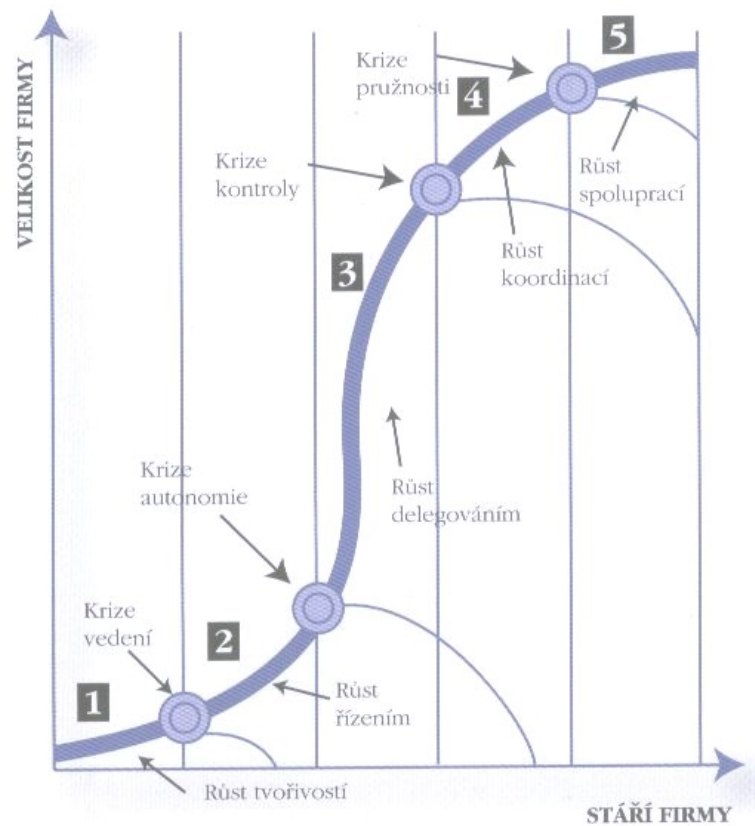 5
Krize
pružnosti
4
VELIKOST FIRMY
Krize
kontroly
Růst
spoluprací
Růst
koordinací
3
Krize
autonomie
Růst
delegováním
Krize
vedení
2
1
Růst
řízením
Růst tvořivostí
STÁŘÍ FIRMY